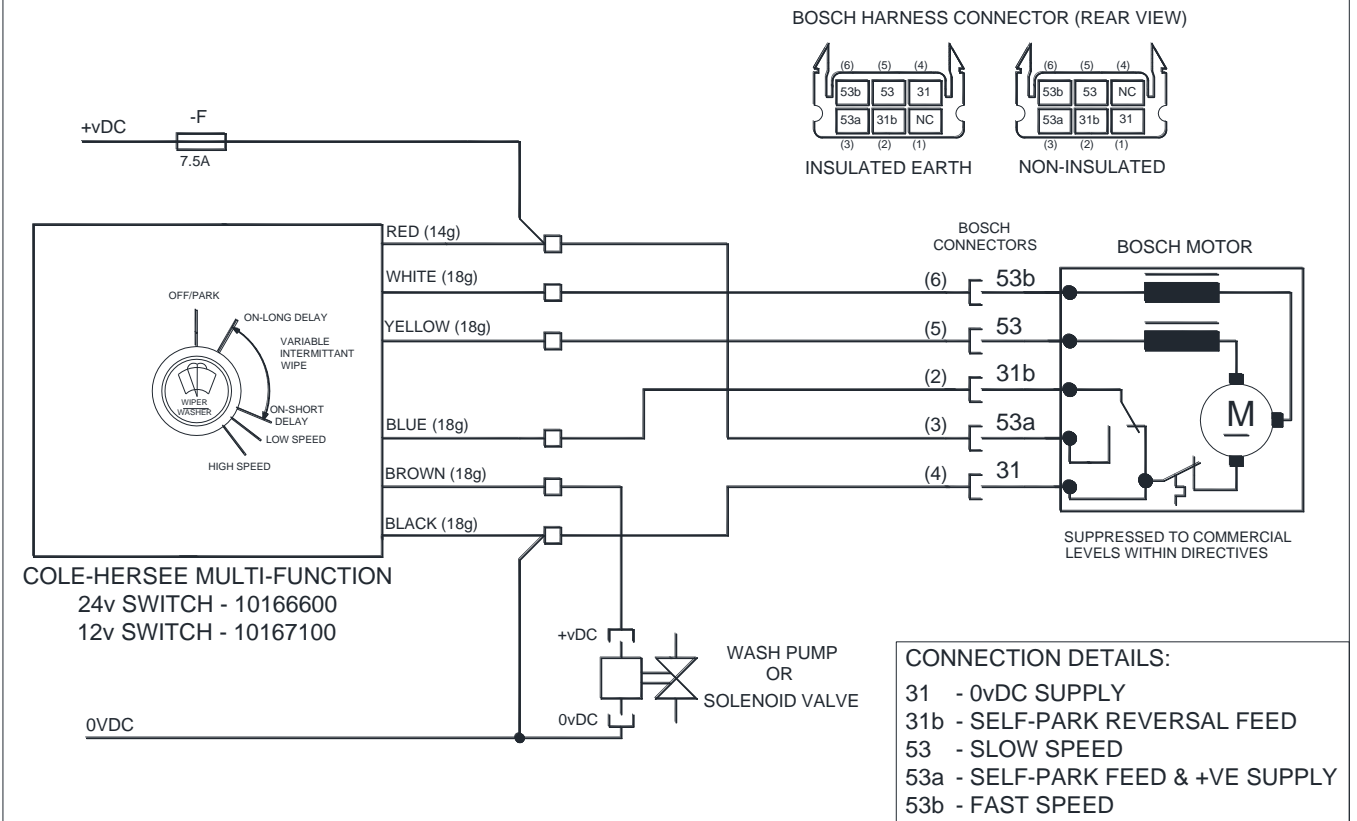 BOSCH HARNESS CONNECTOR (REAR VIEW)
(6) (5) (4)
53b 53 31
53a 31b NC
(3) (2) (1)
INSULATED EARTH
(6) (5) (4)
53b 53 NC
53a 31b 31
(3) (2) (1)
NON-INSULATED
+vDC
-F
7.5A
RED (14g)
WHITE (18g)
YELLOW (18g)
BLUE (18g)
BROWN (18g)
BLACK (18g)
OFF/PARK
ON-LONG DELAY
VARIABLE
INTERMITTANT
WIPE
WIPER
WASHER
ON-SHORT
DELAY
LOW SPEED
HIGH SPEED
COLE-HERSEE MULTI-FUNCTION
24v SWITCH - 10166600
12v SWITCH - 10167100
BOSCH
CONNECTORS
(6) 53b
(5) 53
(2) 31b
(3) 53a
(4) 31
BOSCH MOTOR
M
SUPPRESSED TO COMMERCIAL
LEVELS WITHIN DIRECTIVES
+vDC
0vDC
WASH PUMP
OR
SOLENOID VALVE
0VDC
CONNECTION DETAILS:
31 - 0vDC SUPPLY
31b - SELF-PARK REVERSAL FEED
53 - SLOW SPEED
53a - SELF-PARK FEED & +VE SUPPLY
53b - FAST SPEED